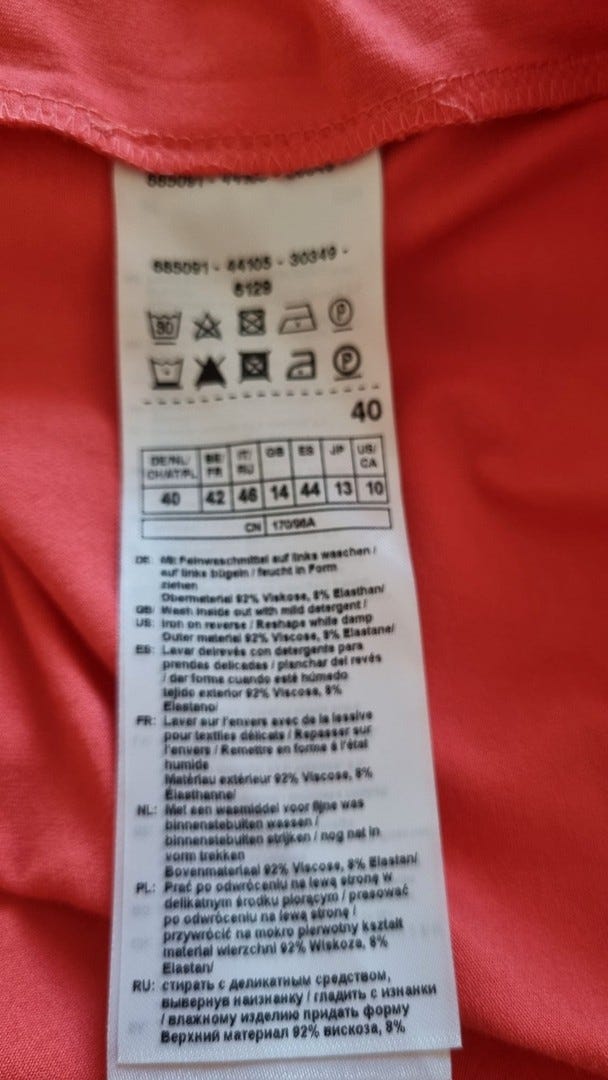 685091 - 44105 - 30349 -
6129
30
P
P
40
DE/NL/ BE/ IT/ GB ES JP US/
CH/AT/PL FR RU CA
40 42 46 14 44 13 10
CN 170/96A
DE: Mit Feinwaschmittel auf links waschen /
auf links bügeln / feucht in Form
ziehen
Obermaterial 92% Viskose, 8% Elasthan/
GB: Wash inside out with mild detergent /
US: Iron on reverse / Reshape while damp
Outer material 92% Viscose, 8% Elastane/
ES: Lavar delrevés con detergente para
prendas delicadas / planchar del revés
/ dar forma cuando esté húmedo
tejido exterior 92% Viscosa, 8%
Elastano/
FR: Laver sur l'envers avec de la lessive
pour textiles délicats / Repasser sur
l'envers / Remettre en forme à l'état
humide
Matériau extérieur 92% Viscose, 8%
Élasthanne/
NL: Met een wasmiddel voor fijne was
binnenstebuiten wassen /
binnenstebuiten strijken / nog nat in
vorm trekken
Bovenmateriaal 92% Viscose, 8% Elastan/
PL: Prać po odwróceniu na lewą stronę w
delikatnym środku piorącym / prasować
po odwróceniu na lewą stronę /
przywrócić na mokro pierwotny kształt
materiał wierzchni 92% Wiskoza, 8%
Elastan/
RU: стирать с деликатным средством,
вывернув наизнанку / гладить с изнанки
/ влажному изделию придать форму
Верхний материал 92% вискоза, 8%